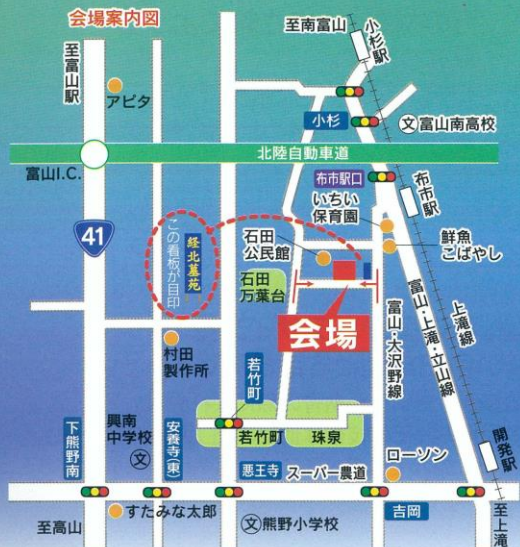 会場案内図
至富山駅
アピタ
至南富山
小杉駅
小杉
文 富山南高校
北陸自動車道
富山I.C.
布市駅口
布市駅
いちい
保育園
41
この看板が目印
経北墓苑
石田
公民館
鮮魚
こばやし
石田
万葉台
会場
富山・大沢野線
富山・上滝・立山線
上滝線
村田
製作所
若竹町
下熊野南
興南
中学校
文
安養寺(東)
若竹町
珠泉
開発駅
悪王寺
スーパー農道
ローソン
すたみな太郎
至高山
文 熊野小学校
吉岡
至上滝